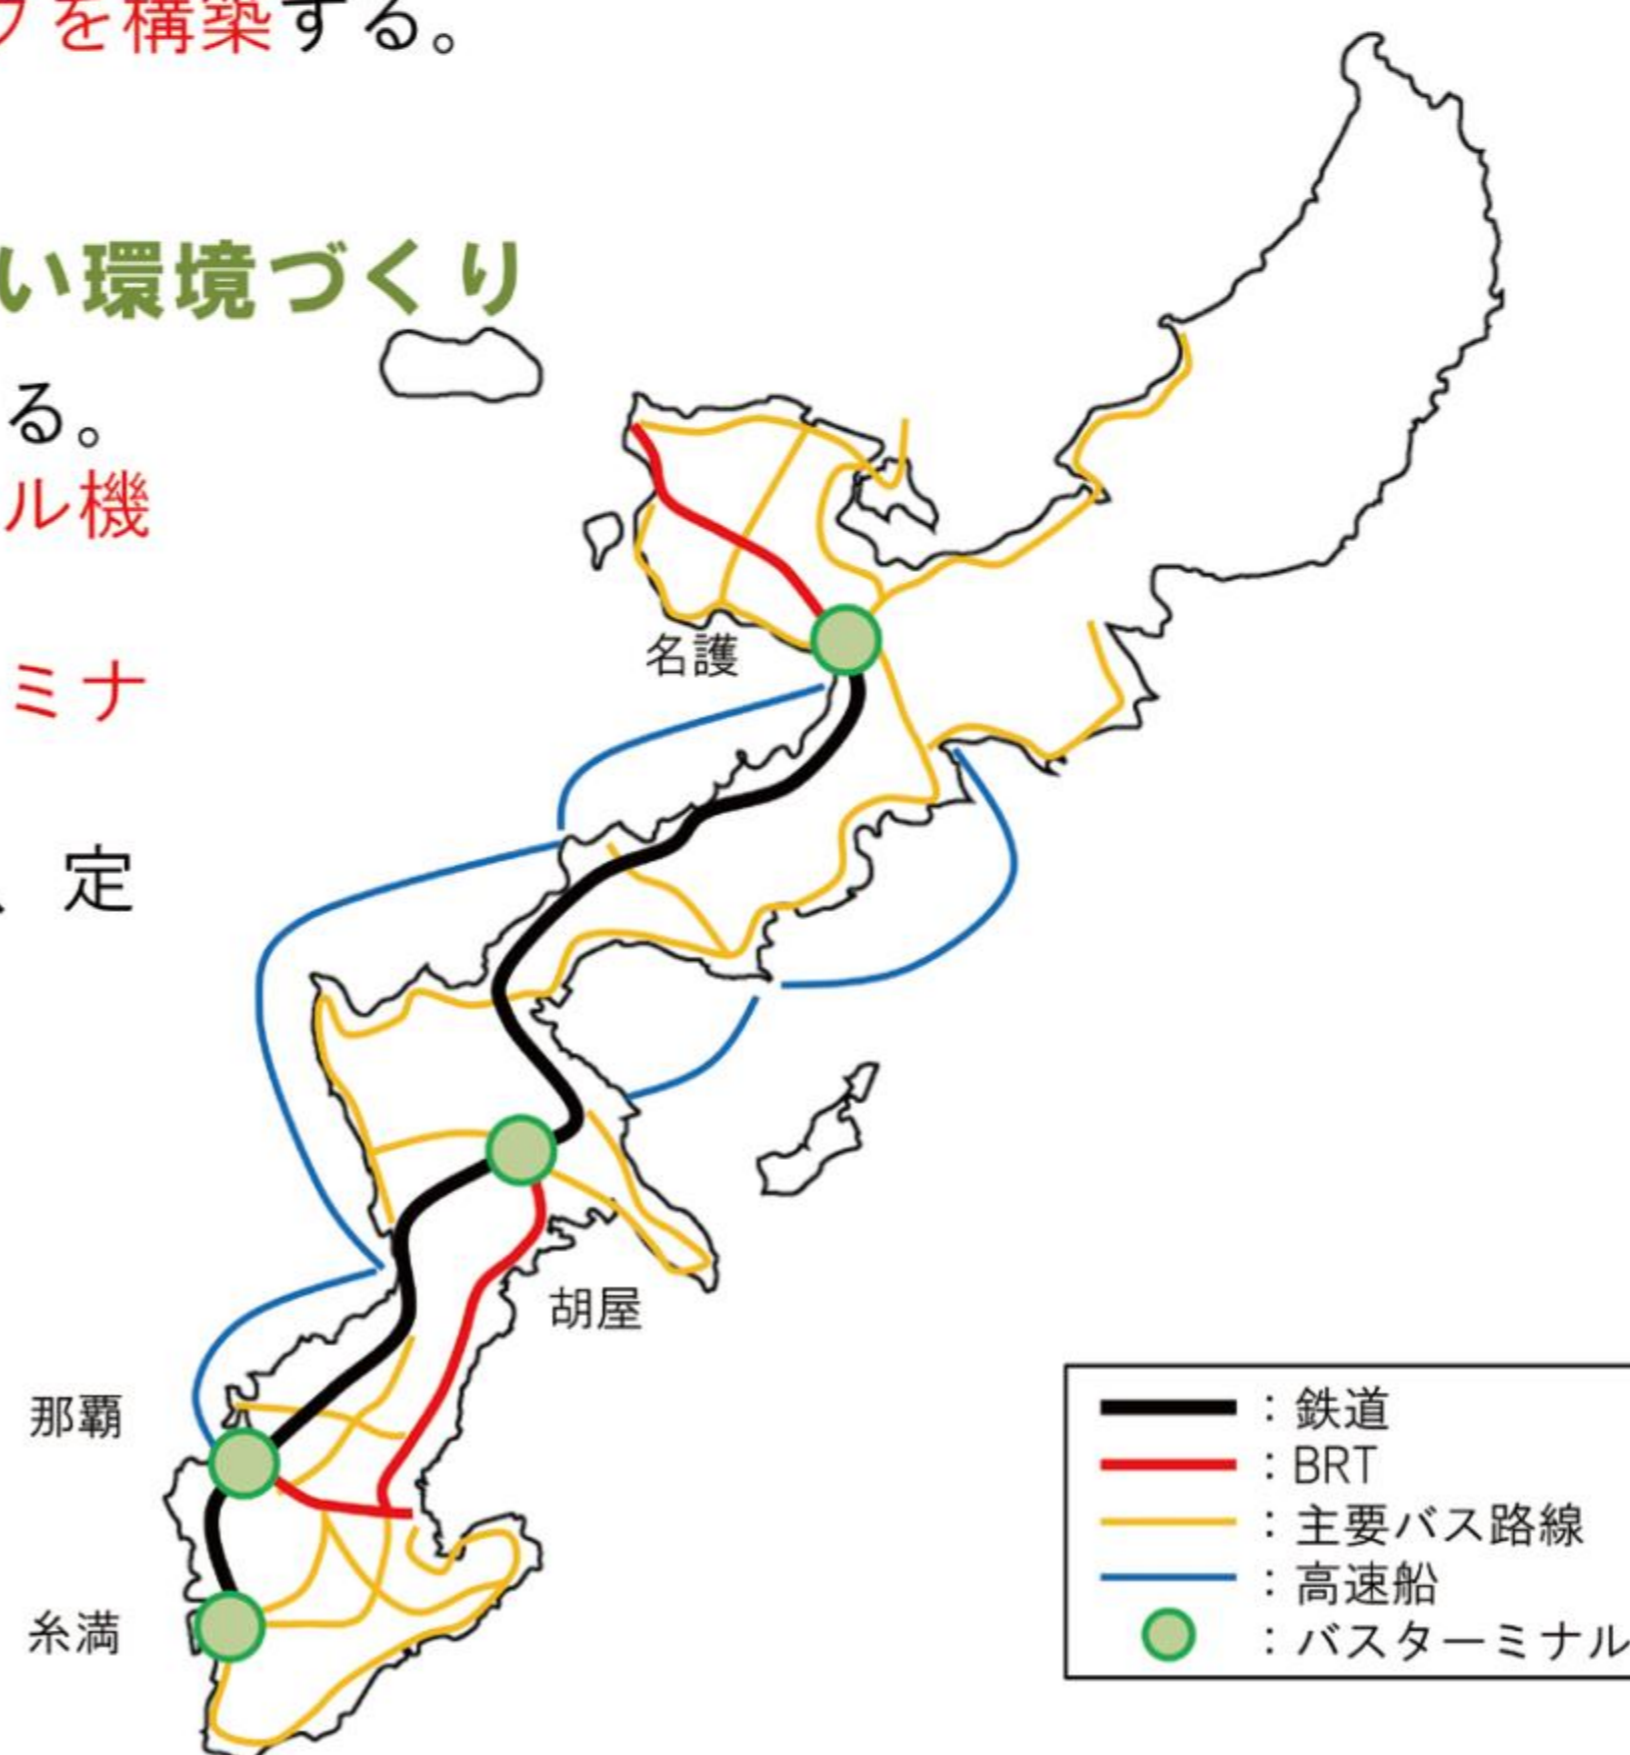 を構築する。
い環境づくり
る。
ル機
ミナ
、定
名護
胡屋
那覇
糸満
：鉄道
：BRT
：主要バス路線
：高速船
：バスターミナル